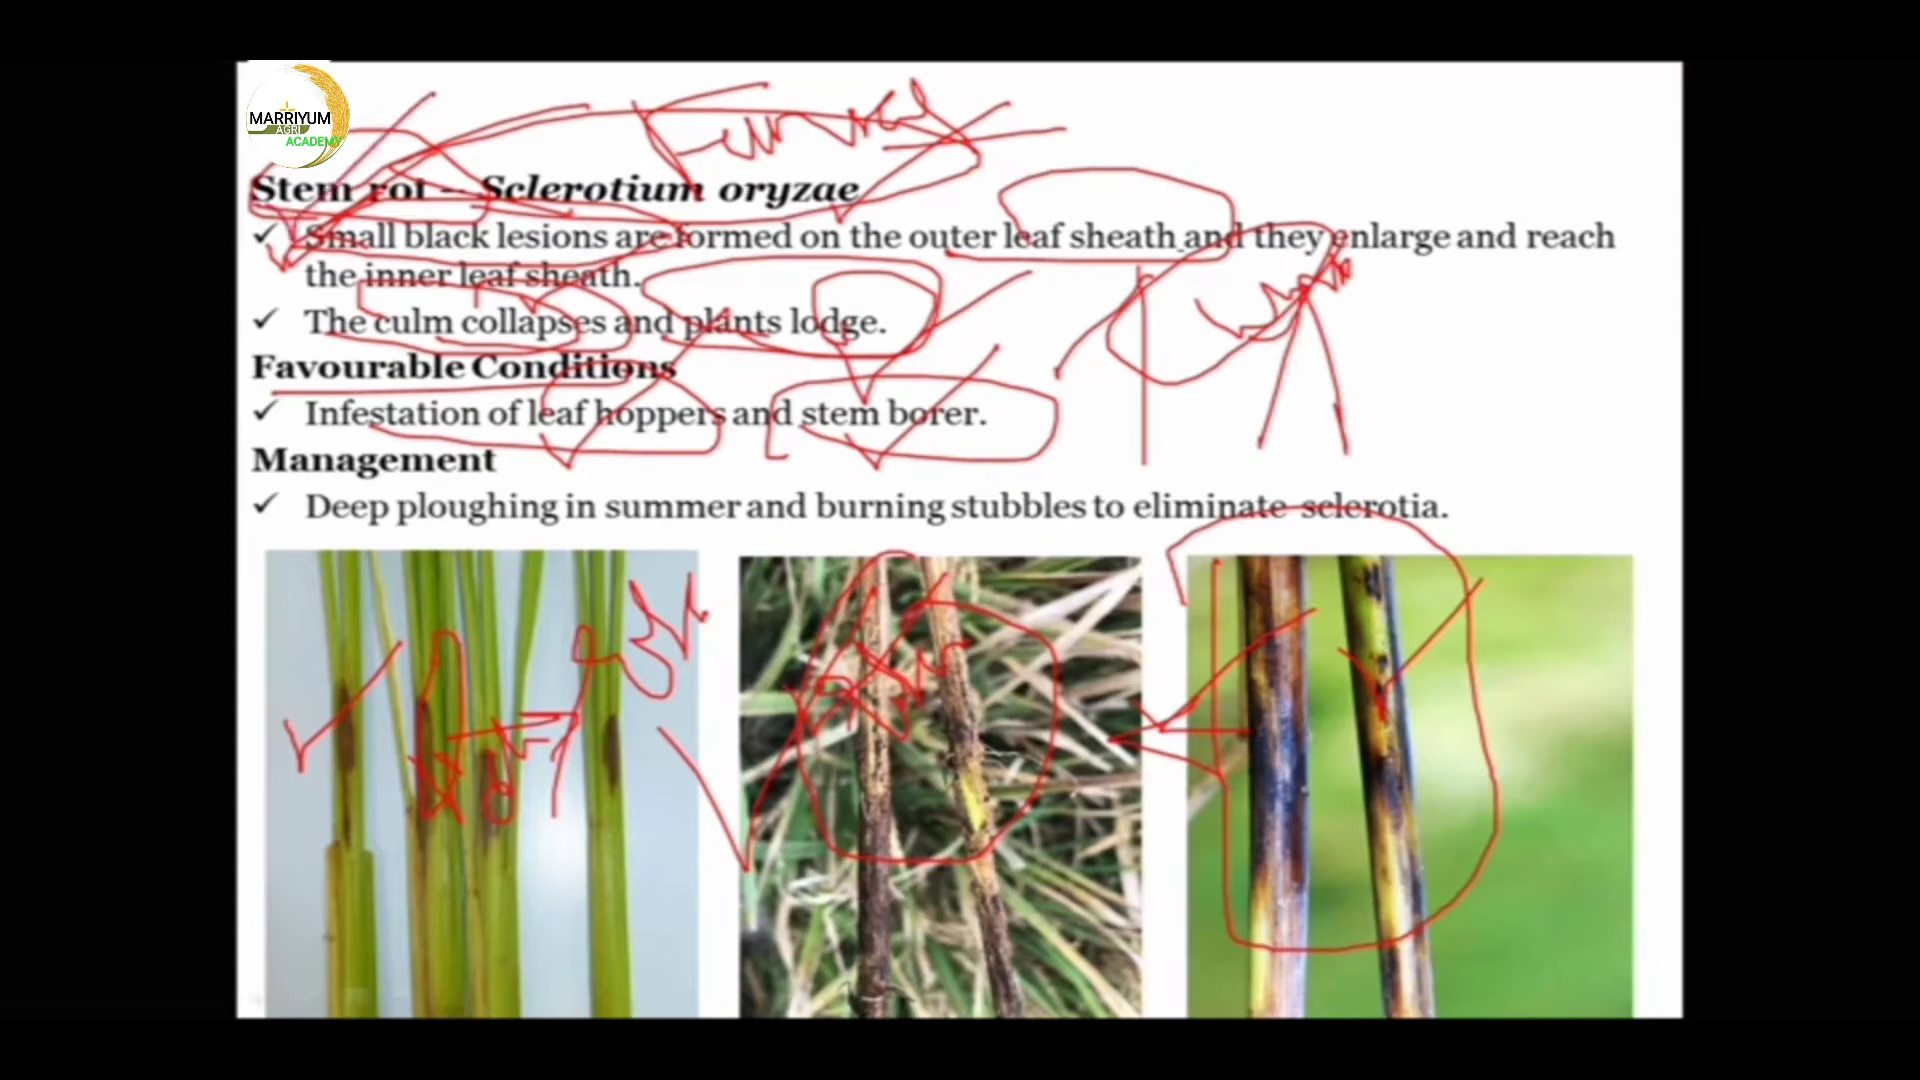 MARRIYUM
AGRI
ACADEMY
Stem rot – Sclerotium oryzae
✓ Small black lesions are formed on the outer leaf sheath and they enlarge and reach
the inner leaf sheath.
✓ The culm collapses and plants lodge.
Favourable Conditions
✓ Infestation of leaf hoppers and stem borer.
Management
✓ Deep ploughing in summer and burning stubbles to eliminate sclerotia.